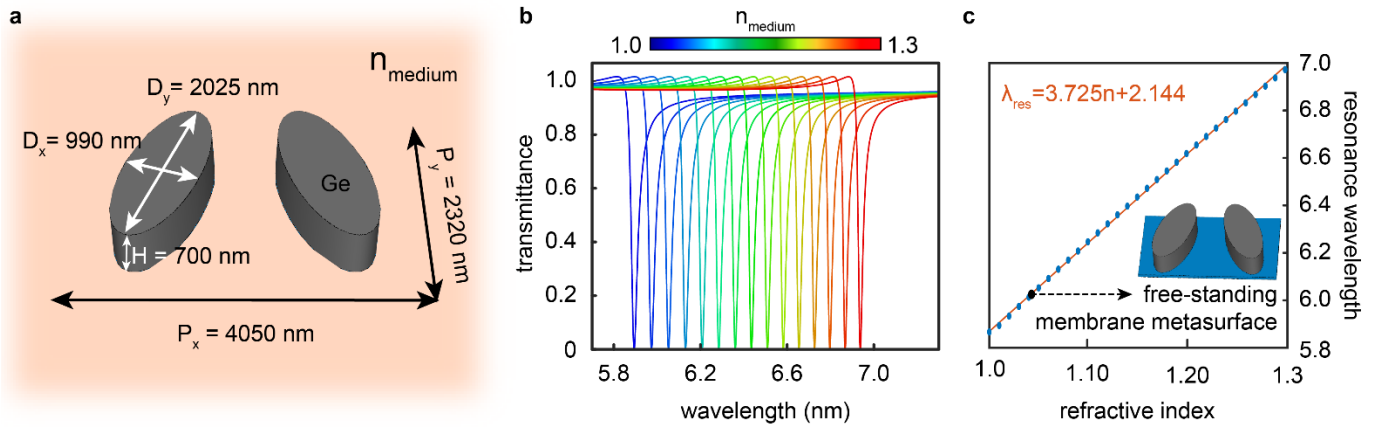 a
n_medium
D_y= 2025 nm
D_x= 990 nm
Ge
H = 700 nm
P_y = 2320 nm
P_x = 4050 nm
b
n_medium
1.0
1.3
1.0
0.8
0.6
0.4
0.2
0
transmittance
5.8
6.2
6.6
7.0
wavelength (nm)
c
λ_res=3.725n+2.144
7.0
6.8
6.6
6.4
6.2
6.0
5.8
resonance wavelength
free-standing
membrane metasurface
1.0
1.10
1.20
1.3
refractive index